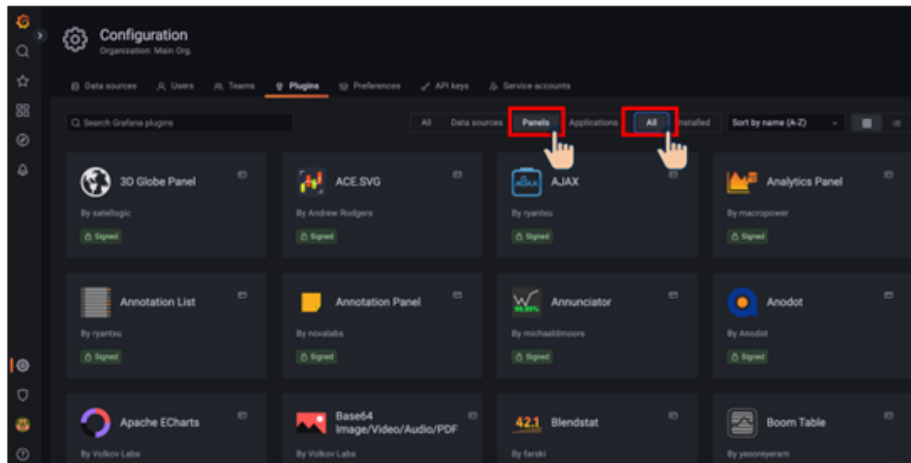 Configuration
Organization: Main Org.
Data sources Users Teams Plugins Preferences API keys Service accounts
Search Grafana plugins All Data sources Panels Applications All Installed Sort by name (A-Z)
3D Globe Panel ACE.SVG AJAX Analytics Panel
By satellogic By Andrew Rodgers By ryantxu By macropower
Signed Signed Signed Signed
Annotation List Annotation Panel Annunciator Anodot
By ryantxu By novalabs By michaeldmoore By Anodot
Signed Signed Signed Signed
Apache ECharts Base64 42.1 Blendstat Boom Table
Image/Video/Audio/PDF
By Volkov Labs By Volkov Labs By farski By yesoreyeram